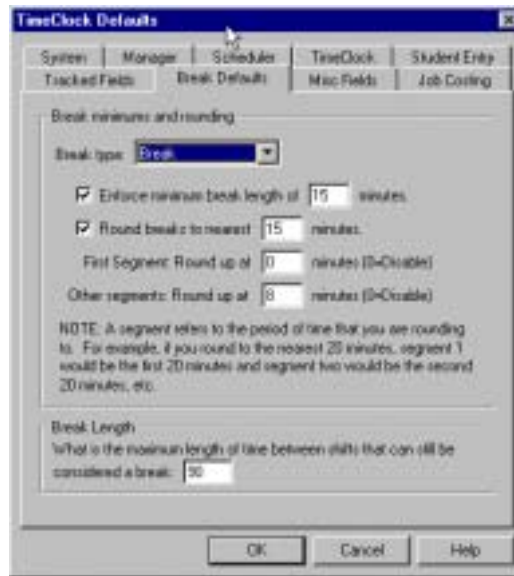 TimeClock Defaults
System Manager Scheduler TimeClock Student Entry
Tracked Fields Break Defaults Misc Fields Job Costing
Break minimums and rounding
Break type: Break
Enforce minimum break length of 15 minutes.
Round breaks to nearest 15 minutes.
First Segment: Round up at 0 minutes (0=Disable)
Other segments: Round up at 8 minutes (0=Disable)
NOTE: A segment refers to the period of time that you are rounding
to. For example, if you round to the nearest 20 minutes, segment 1
would be the first 20 minutes and segment two would be the second
20 minutes, etc.
Break Length
What is the maximum length of time between shifts that can still be
considered a break: 90
OK Cancel Help